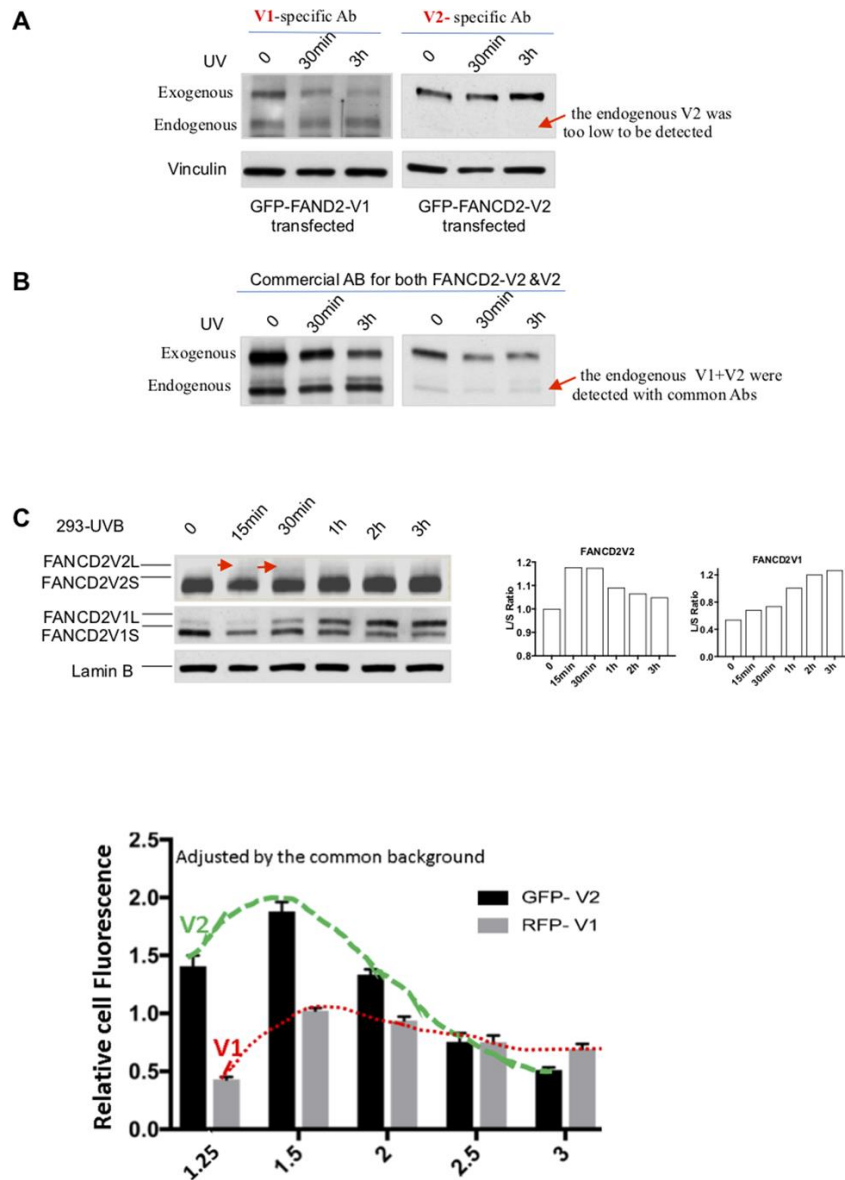 A
V1-specific Ab
V2- specific Ab
UV
0
30min
3h
0
30min
3h
Exogenous
Endogenous
the endogenous V2 was
too low to be detected
Vinculin
GFP-FAND2-V1
transfected
GFP-FANCD2-V2
transfected
B
Commercial AB for both FANCD2-V2 &V2
UV
0
30min
3h
0
30min
3h
Exogenous
Endogenous
the endogenous V1+V2 were
detected with common Abs
C
293-UVB
0
15min
30min
1h
2h
3h
FANCD2V2L
FANCD2V2S
FANCD2V1L
FANCD2V1S
Lamin B
FANCD2V2
L/S Ratio
1.2
1.1
1.0
0.9
0.8
0
15min
30min
1h
2h
3h
FANCD2V1
L/S Ratio
1.2
0.8
0.4
0.0
0
15min
30min
1h
2h
3h
Relative cell Fluorescence
2.5
2.0
1.5
1.0
0.5
0.0
Adjusted by the common background
GFP- V2
RFP- V1
V2
V1
1.25
1.5
2
2.5
3